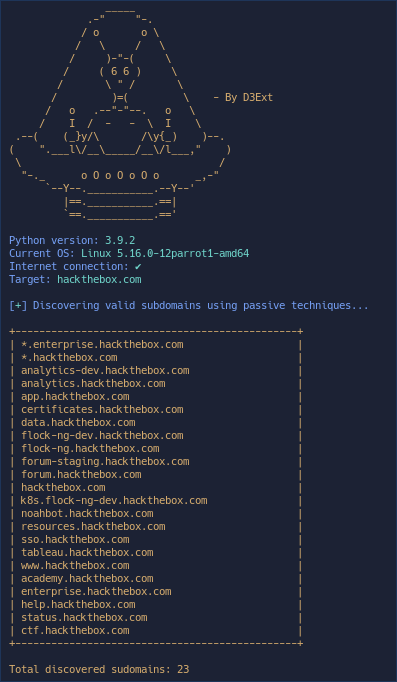 - By D3Ext
Python version: 3.9.2
Current OS: Linux 5.16.0-12parrot1-amd64
Internet connection: ✔
Target: hackthebox.com
[+] Discovering valid subdomains using passive techniques...
+-----------------------------------------------+
| *.enterprise.hackthebox.com |
| *.hackthebox.com |
| analytics-dev.hackthebox.com |
| analytics.hackthebox.com |
| app.hackthebox.com |
| certificates.hackthebox.com |
| data.hackthebox.com |
| flock-ng-dev.hackthebox.com |
| flock-ng.hackthebox.com |
| forum-staging.hackthebox.com |
| forum.hackthebox.com |
| hackthebox.com |
| k8s.flock-ng-dev.hackthebox.com |
| noahbot.hackthebox.com |
| resources.hackthebox.com |
| sso.hackthebox.com |
| tableau.hackthebox.com |
| www.hackthebox.com |
| academy.hackthebox.com |
| enterprise.hackthebox.com |
| help.hackthebox.com |
| status.hackthebox.com |
| ctf.hackthebox.com |
+-----------------------------------------------+
Total discovered sudomains: 23